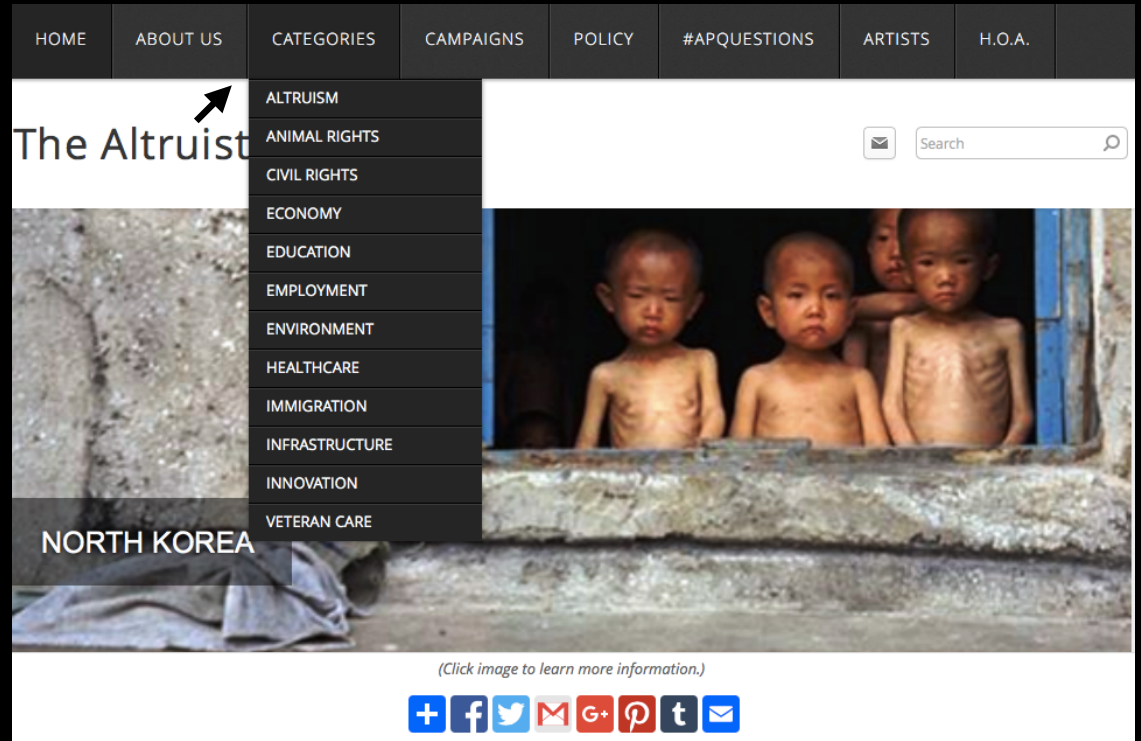 HOME ABOUT US CATEGORIES CAMPAIGNS POLICY #APQUESTIONS ARTISTS H.O.A.
ALTRUISM
ANIMAL RIGHTS
CIVIL RIGHTS
ECONOMY
EDUCATION
EMPLOYMENT
ENVIRONMENT
HEALTHCARE
IMMIGRATION
INFRASTRUCTURE
INNOVATION
VETERAN CARE
The Altruist
Search
NORTH KOREA
(Click image to learn more information.)
G+